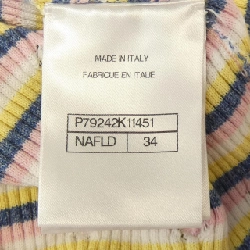 MADE IN ITALY
FABRIQUE EN ITALIE
P79242K11451
NAFLD 34